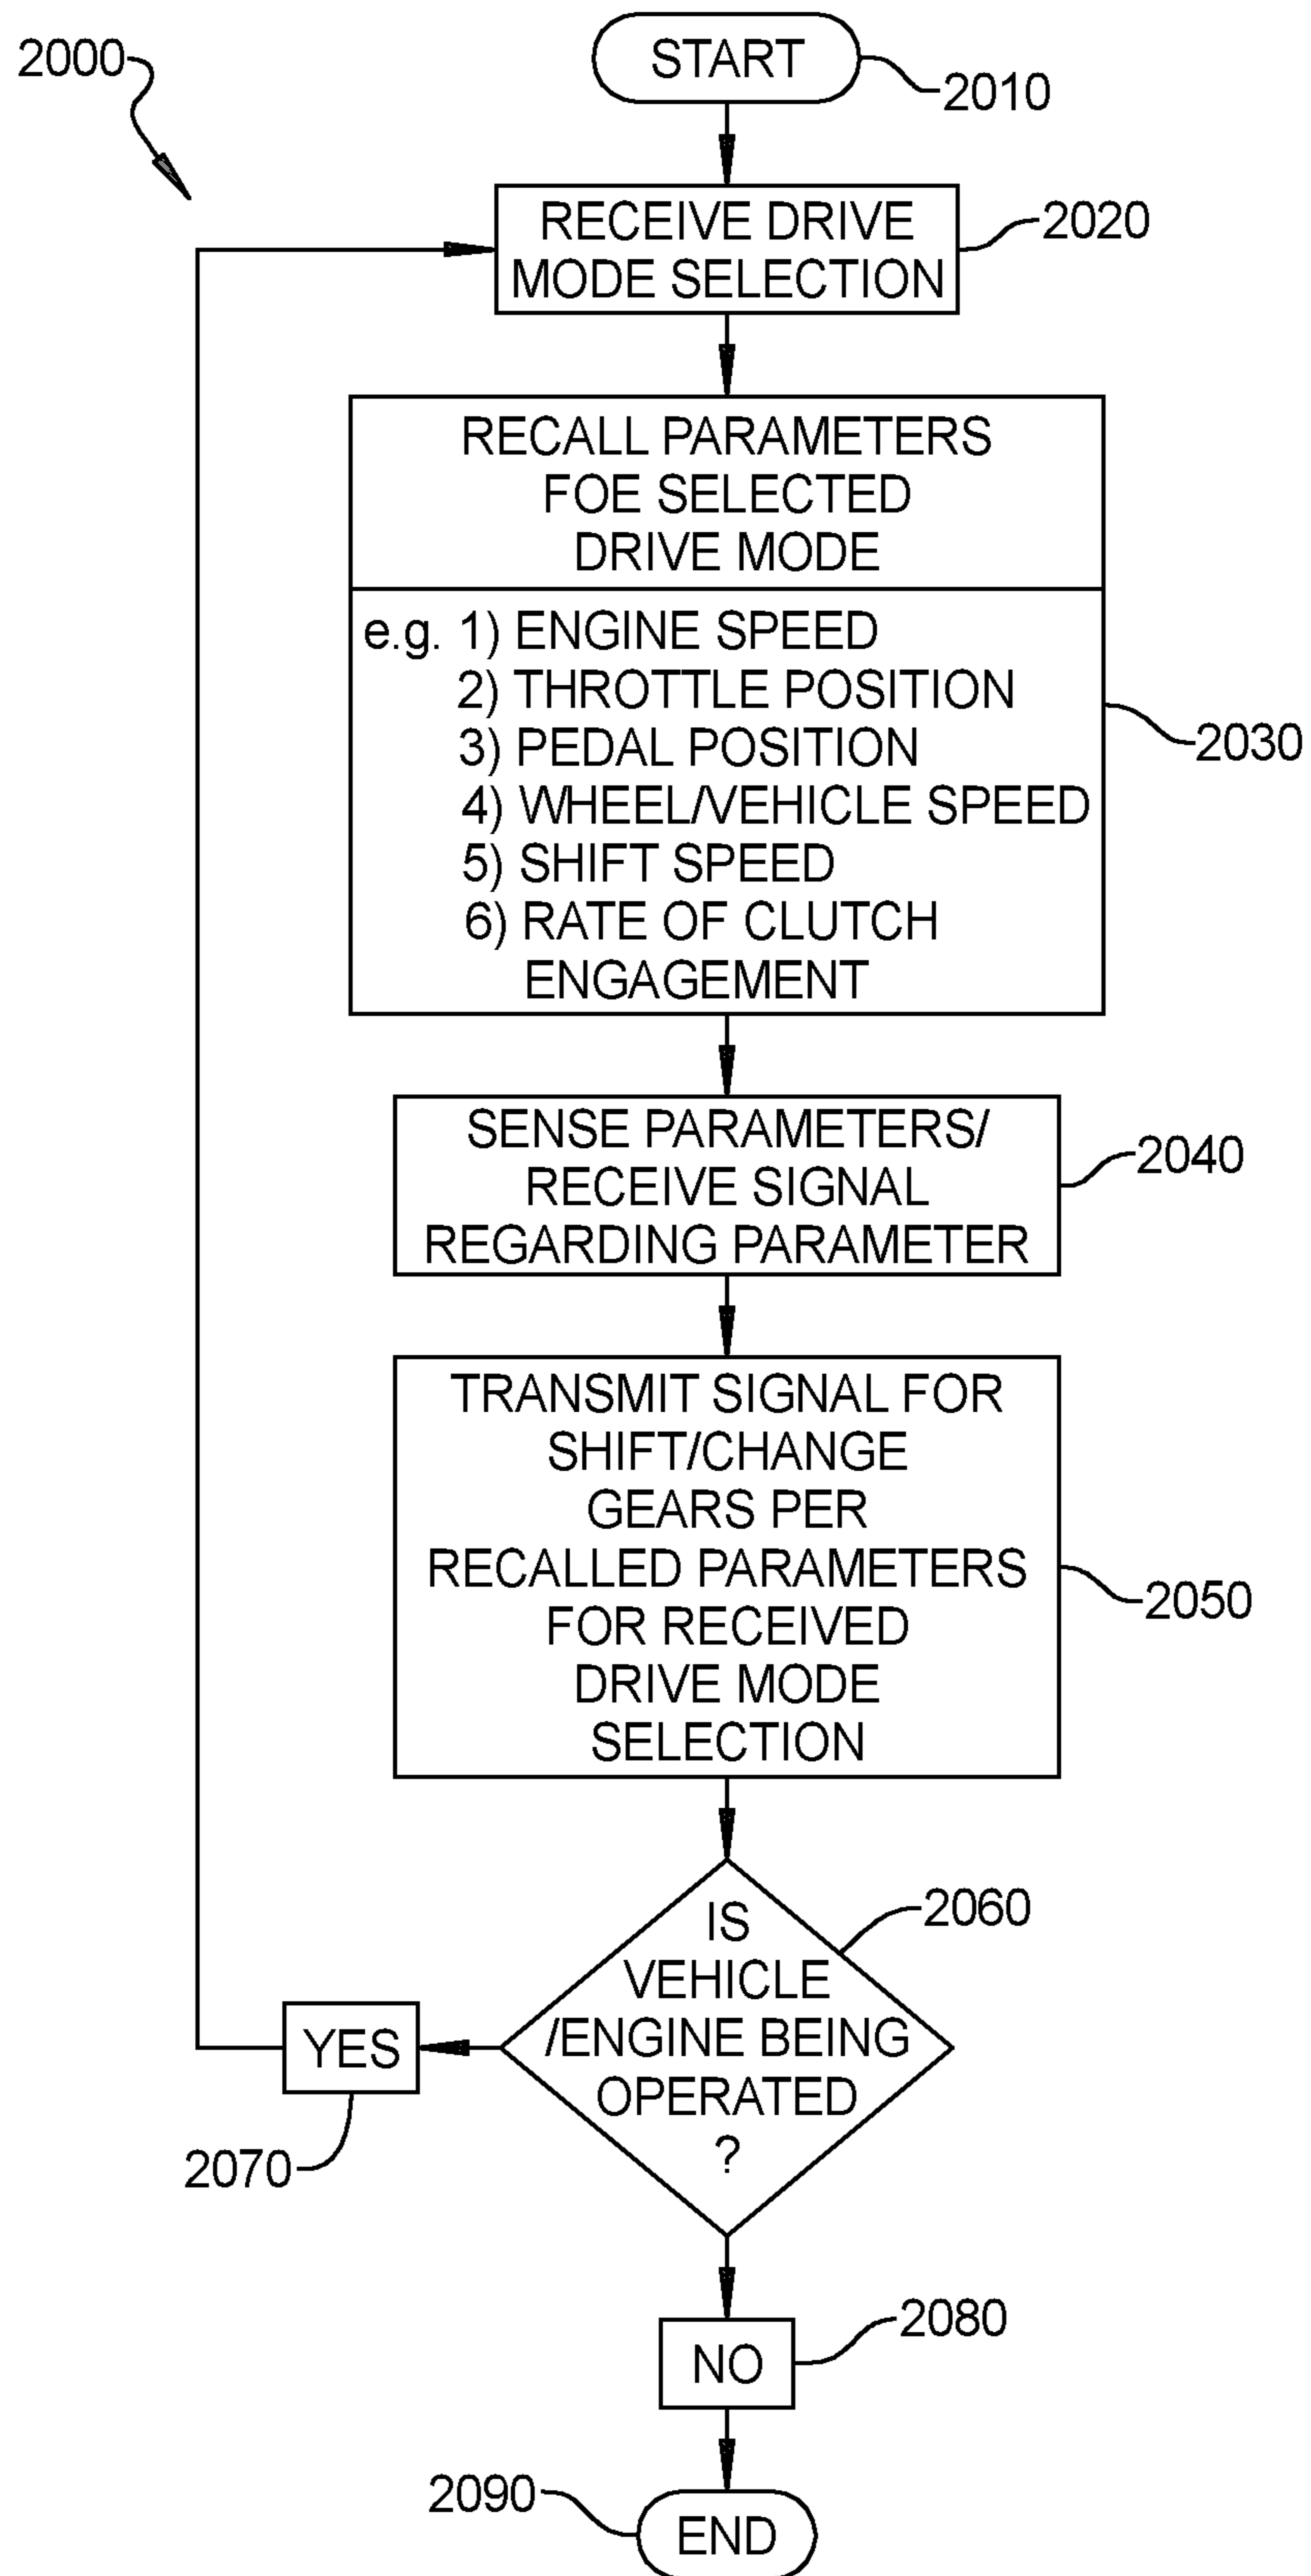 2000
START
2010
RECEIVE DRIVE
MODE SELECTION
2020
RECALL PARAMETERS
FOE SELECTED
DRIVE MODE
e.g. 1) ENGINE SPEED
2) THROTTLE POSITION
3) PEDAL POSITION
4) WHEEL/VEHICLE SPEED
5) SHIFT SPEED
6) RATE OF CLUTCH
ENGAGEMENT
2030
SENSE PARAMETERS/
RECEIVE SIGNAL
REGARDING PARAMETER
2040
TRANSMIT SIGNAL FOR
SHIFT/CHANGE
GEARS PER
RECALLED PARAMETERS
FOR RECEIVED
DRIVE MODE
SELECTION
2050
IS
VEHICLE
/ENGINE BEING
OPERATED
?
2060
YES
2070
NO
2080
END
2090